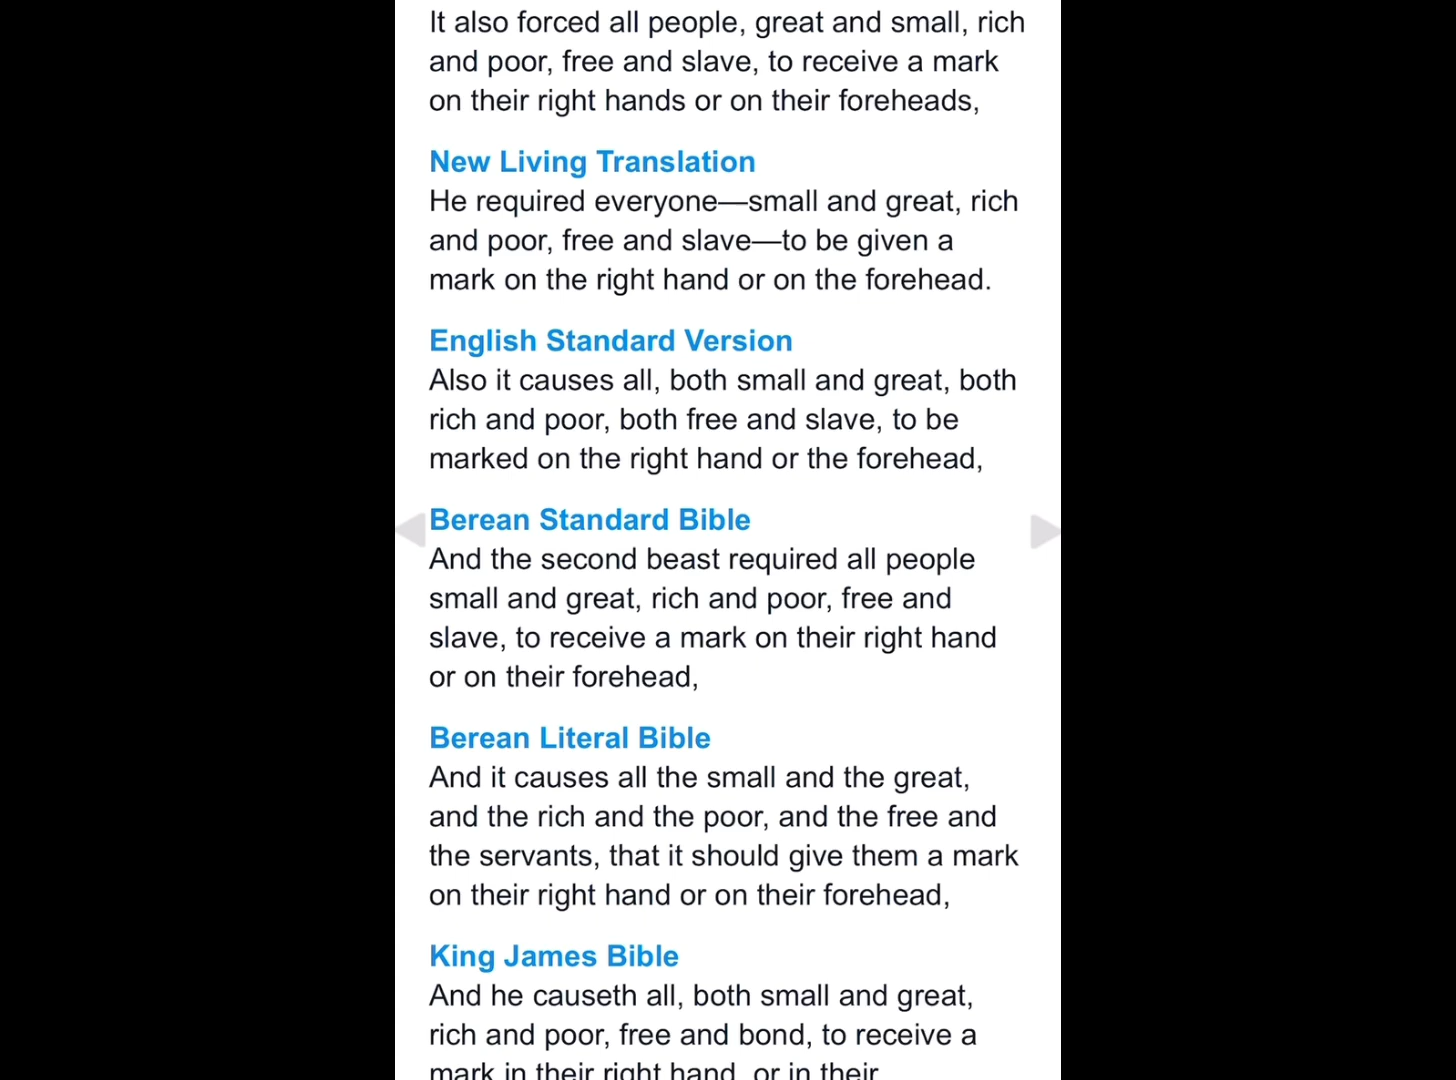 It also forced all people, great and small, rich
and poor, free and slave, to receive a mark
on their right hands or on their foreheads,
New Living Translation
He required everyone—small and great, rich
and poor, free and slave—to be given a
mark on the right hand or on the forehead.
English Standard Version
Also it causes all, both small and great, both
rich and poor, both free and slave, to be
marked on the right hand or the forehead,
Berean Standard Bible
And the second beast required all people
small and great, rich and poor, free and
slave, to receive a mark on their right hand
or on their forehead,
Berean Literal Bible
And it causes all the small and the great,
and the rich and the poor, and the free and
the servants, that it should give them a mark
on their right hand or on their forehead,
King James Bible
And he causeth all, both small and great,
rich and poor, free and bond, to receive a
mark in their right hand, or in their